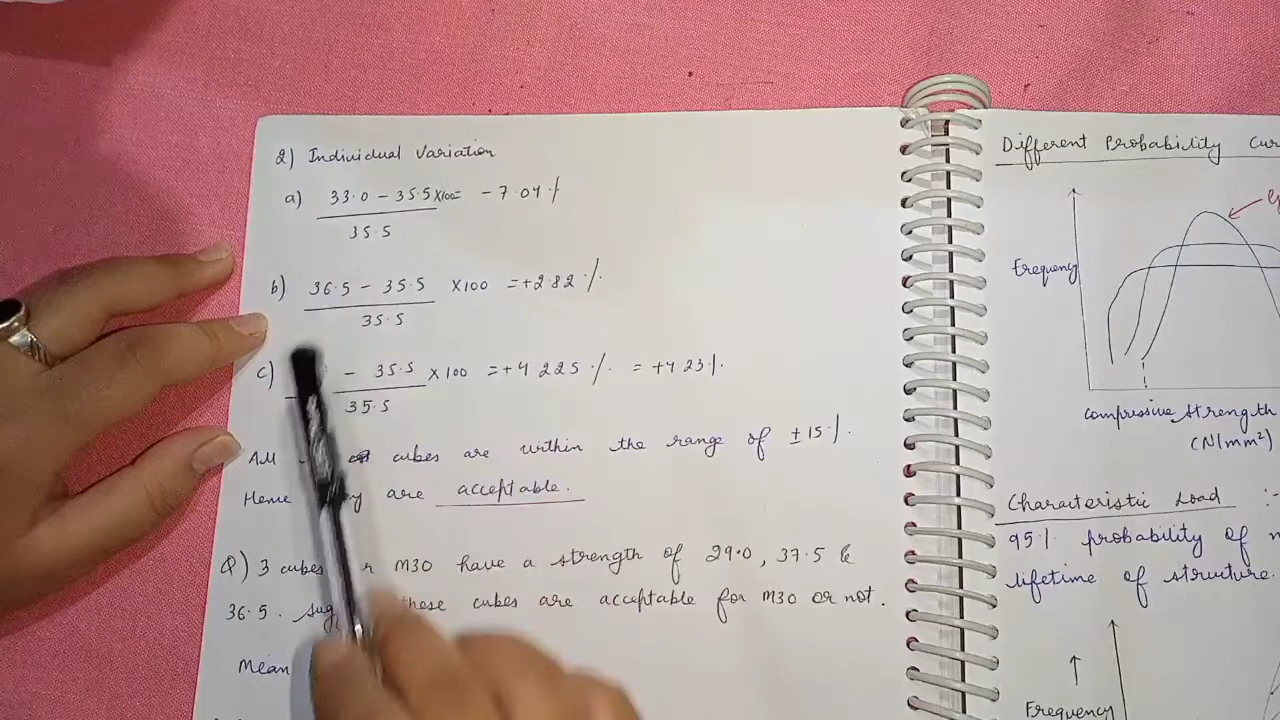 2) Individual Variation
a) 33.0 - 35.5 X100= - 7.04 %
35.5
b) 36.5 - 35.5 X100 = +2.82 %
35.5
c) - 35.5 X 100 = +4.225 % = +4.23%.
35.5
All cubes are within the range of ±15%.
Hence are acceptable.
Q) 3 cubes M30 have a strength of 29.0, 37.5 &
36.5. these cubes are acceptable for M30 or not.
Mean
Different Probability
Frequency
compressive strength
(N/mm²)
Characteristic Load :-
95% probability of
lifetime of structure.
Frequency